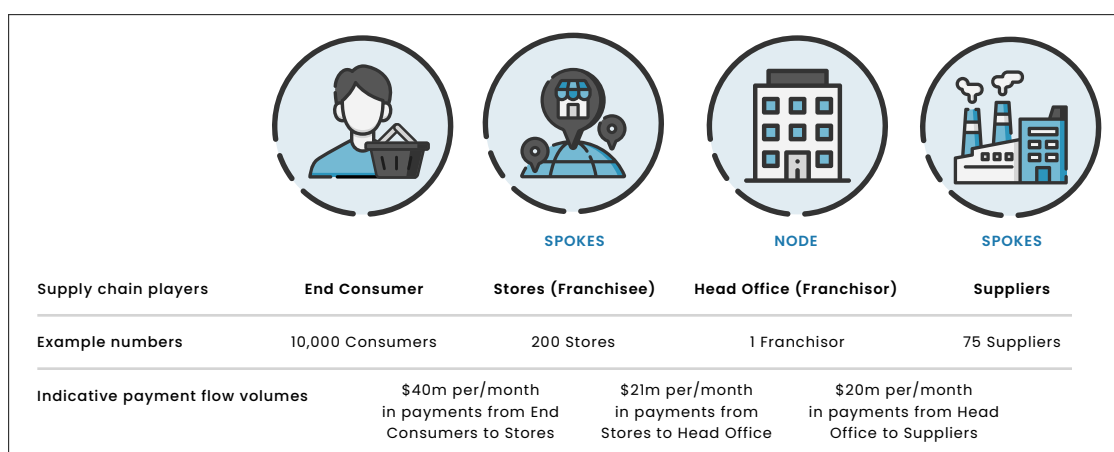 SPOKES
NODE
SPOKES
Supply chain players
End Consumer
Stores (Franchisee)
Head Office (Franchisor)
Suppliers
Example numbers
10,000 Consumers
200 Stores
1 Franchisor
75 Suppliers
Indicative payment flow volumes
$40m per/month
in payments from End
Consumers to Stores
$21m per/month
in payments from
Stores to Head Office
$20m per/month
in payments from Head
Office to Suppliers